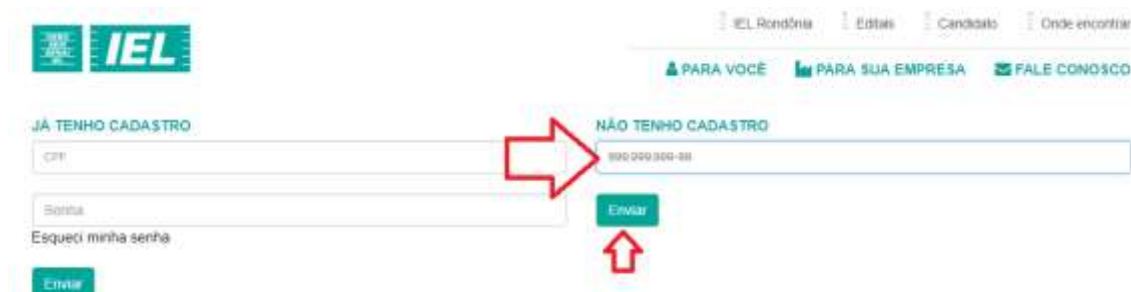 IEL
IEL Rondônia Editais Candidato Onde encontrar
PARA VOCÊ PARA SUA EMPRESA FALE CONOSCO
JÁ TENHO CADASTRO
CPF
Senha
Esqueci minha senha
Enviar
NÃO TENHO CADASTRO
999.999.999-99
Enviar